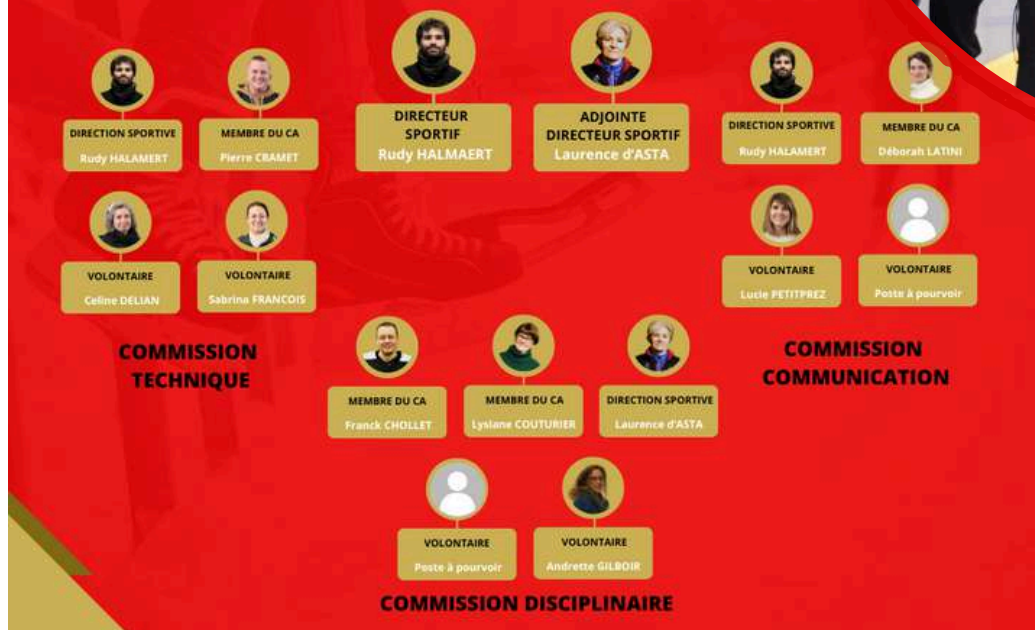 DIRECTEUR
SPORTIF
Rudy HALMAERT
ADJOINTE
DIRECTEUR SPORTIF
Laurence d'ASTA
DIRECTION SPORTIVE
Rudy HALAMERT
MEMBRE DU CA
Pierre CRAMET
VOLONTAIRE
Celine DELIAN
VOLONTAIRE
Sabrina FRANCOIS
COMMISSION
TECHNIQUE
DIRECTION SPORTIVE
Rudy HALAMERT
MEMBRE DU CA
Déborah LATINI
VOLONTAIRE
Lucie PETITPREZ
VOLONTAIRE
Poste à pourvoir
COMMISSION
COMMUNICATION
MEMBRE DU CA
Franck CHOLLET
MEMBRE DU CA
Lysiane COUTURIER
DIRECTION SPORTIVE
Laurence d'ASTA
VOLONTAIRE
Poste à pourvoir
VOLONTAIRE
Andrette GILBOIR
COMMISSION DISCIPLINAIRE